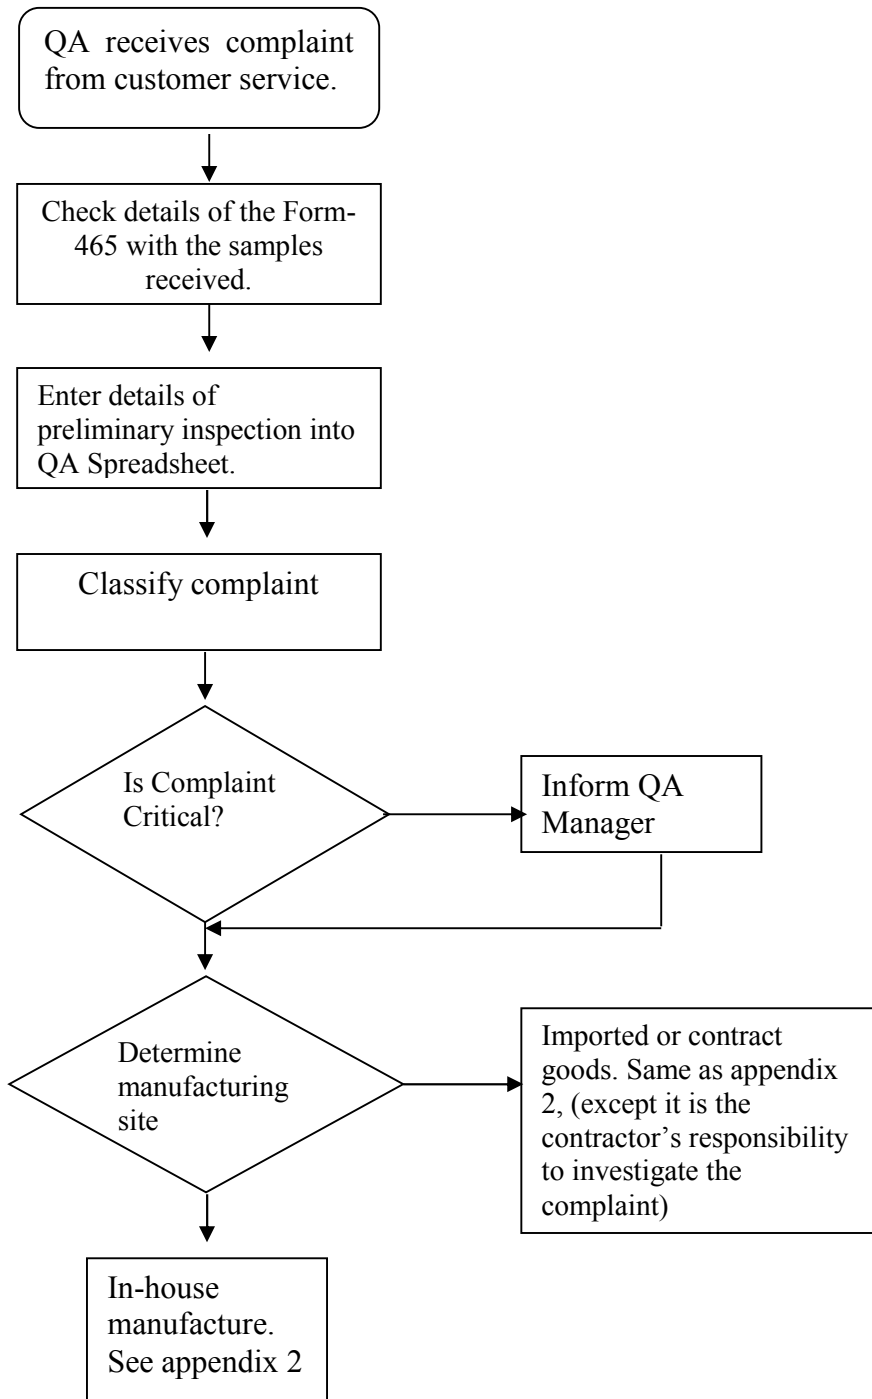 QA receives complaint
from customer service.
Check details of the Form-
465 with the samples
received.
Enter details of
preliminary inspection into
QA Spreadsheet.
Classify complaint
Is Complaint
Critical?
Inform QA
Manager
Determine
manufacturing
site
Imported or contract
goods. Same as appendix
2, (except it is the
contractor’s responsibility
to investigate the
complaint)
In-house
manufacture.
See appendix 2